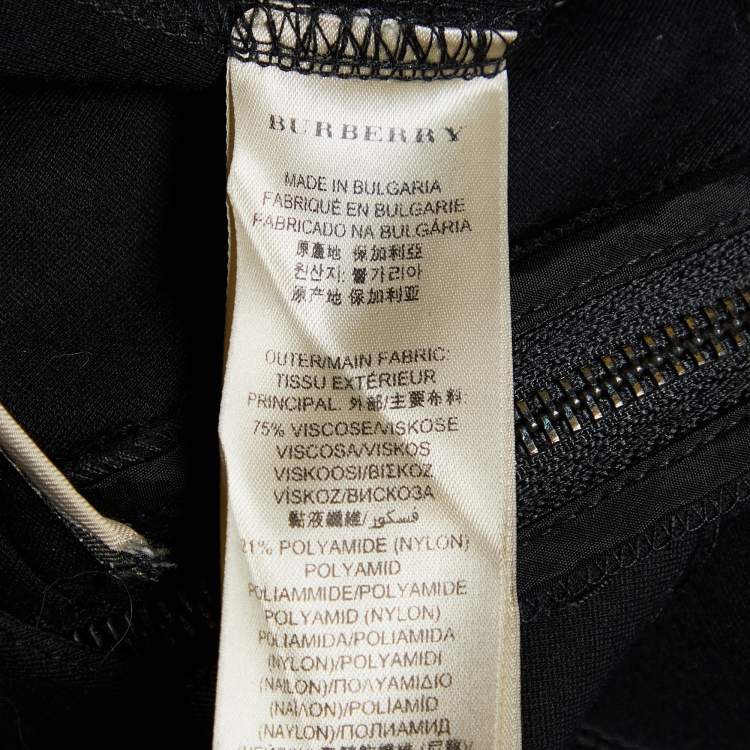 BURBERRY
MADE IN BULGARIA
FABRIQUÉ EN BULGARIE
FABRICADO NA BULGÁRIA
原產地 保加利亞
원산지: 불가리아
原产地 保加利亚
OUTER/MAIN FABRIC:
TISSU EXTÉRIEUR
PRINCIPAL. 外部/主要布料:
75% VISCOSE/VISKOSE
VISCOSA/VISKOS
VISKOOSI/ΒΙΣΚΟΖ
VİSKOZ/ВИСКОЗА
黏液纖維/فسكوز
21% POLYAMIDE (NYLON)
POLYAMID
POLIAMMIDE/POLYAMIDE
POLYAMID (NYLON)
POLIAMIDA/POLIAMIDA
(NYLON)/POLYAMIDI
(NAILON)/ΠΟΛΥΑΜΙΔΙΟ
(ΝΑΪΛΟΝ)/POLİAMİD
(NAYLON)/ПОЛИАМИД